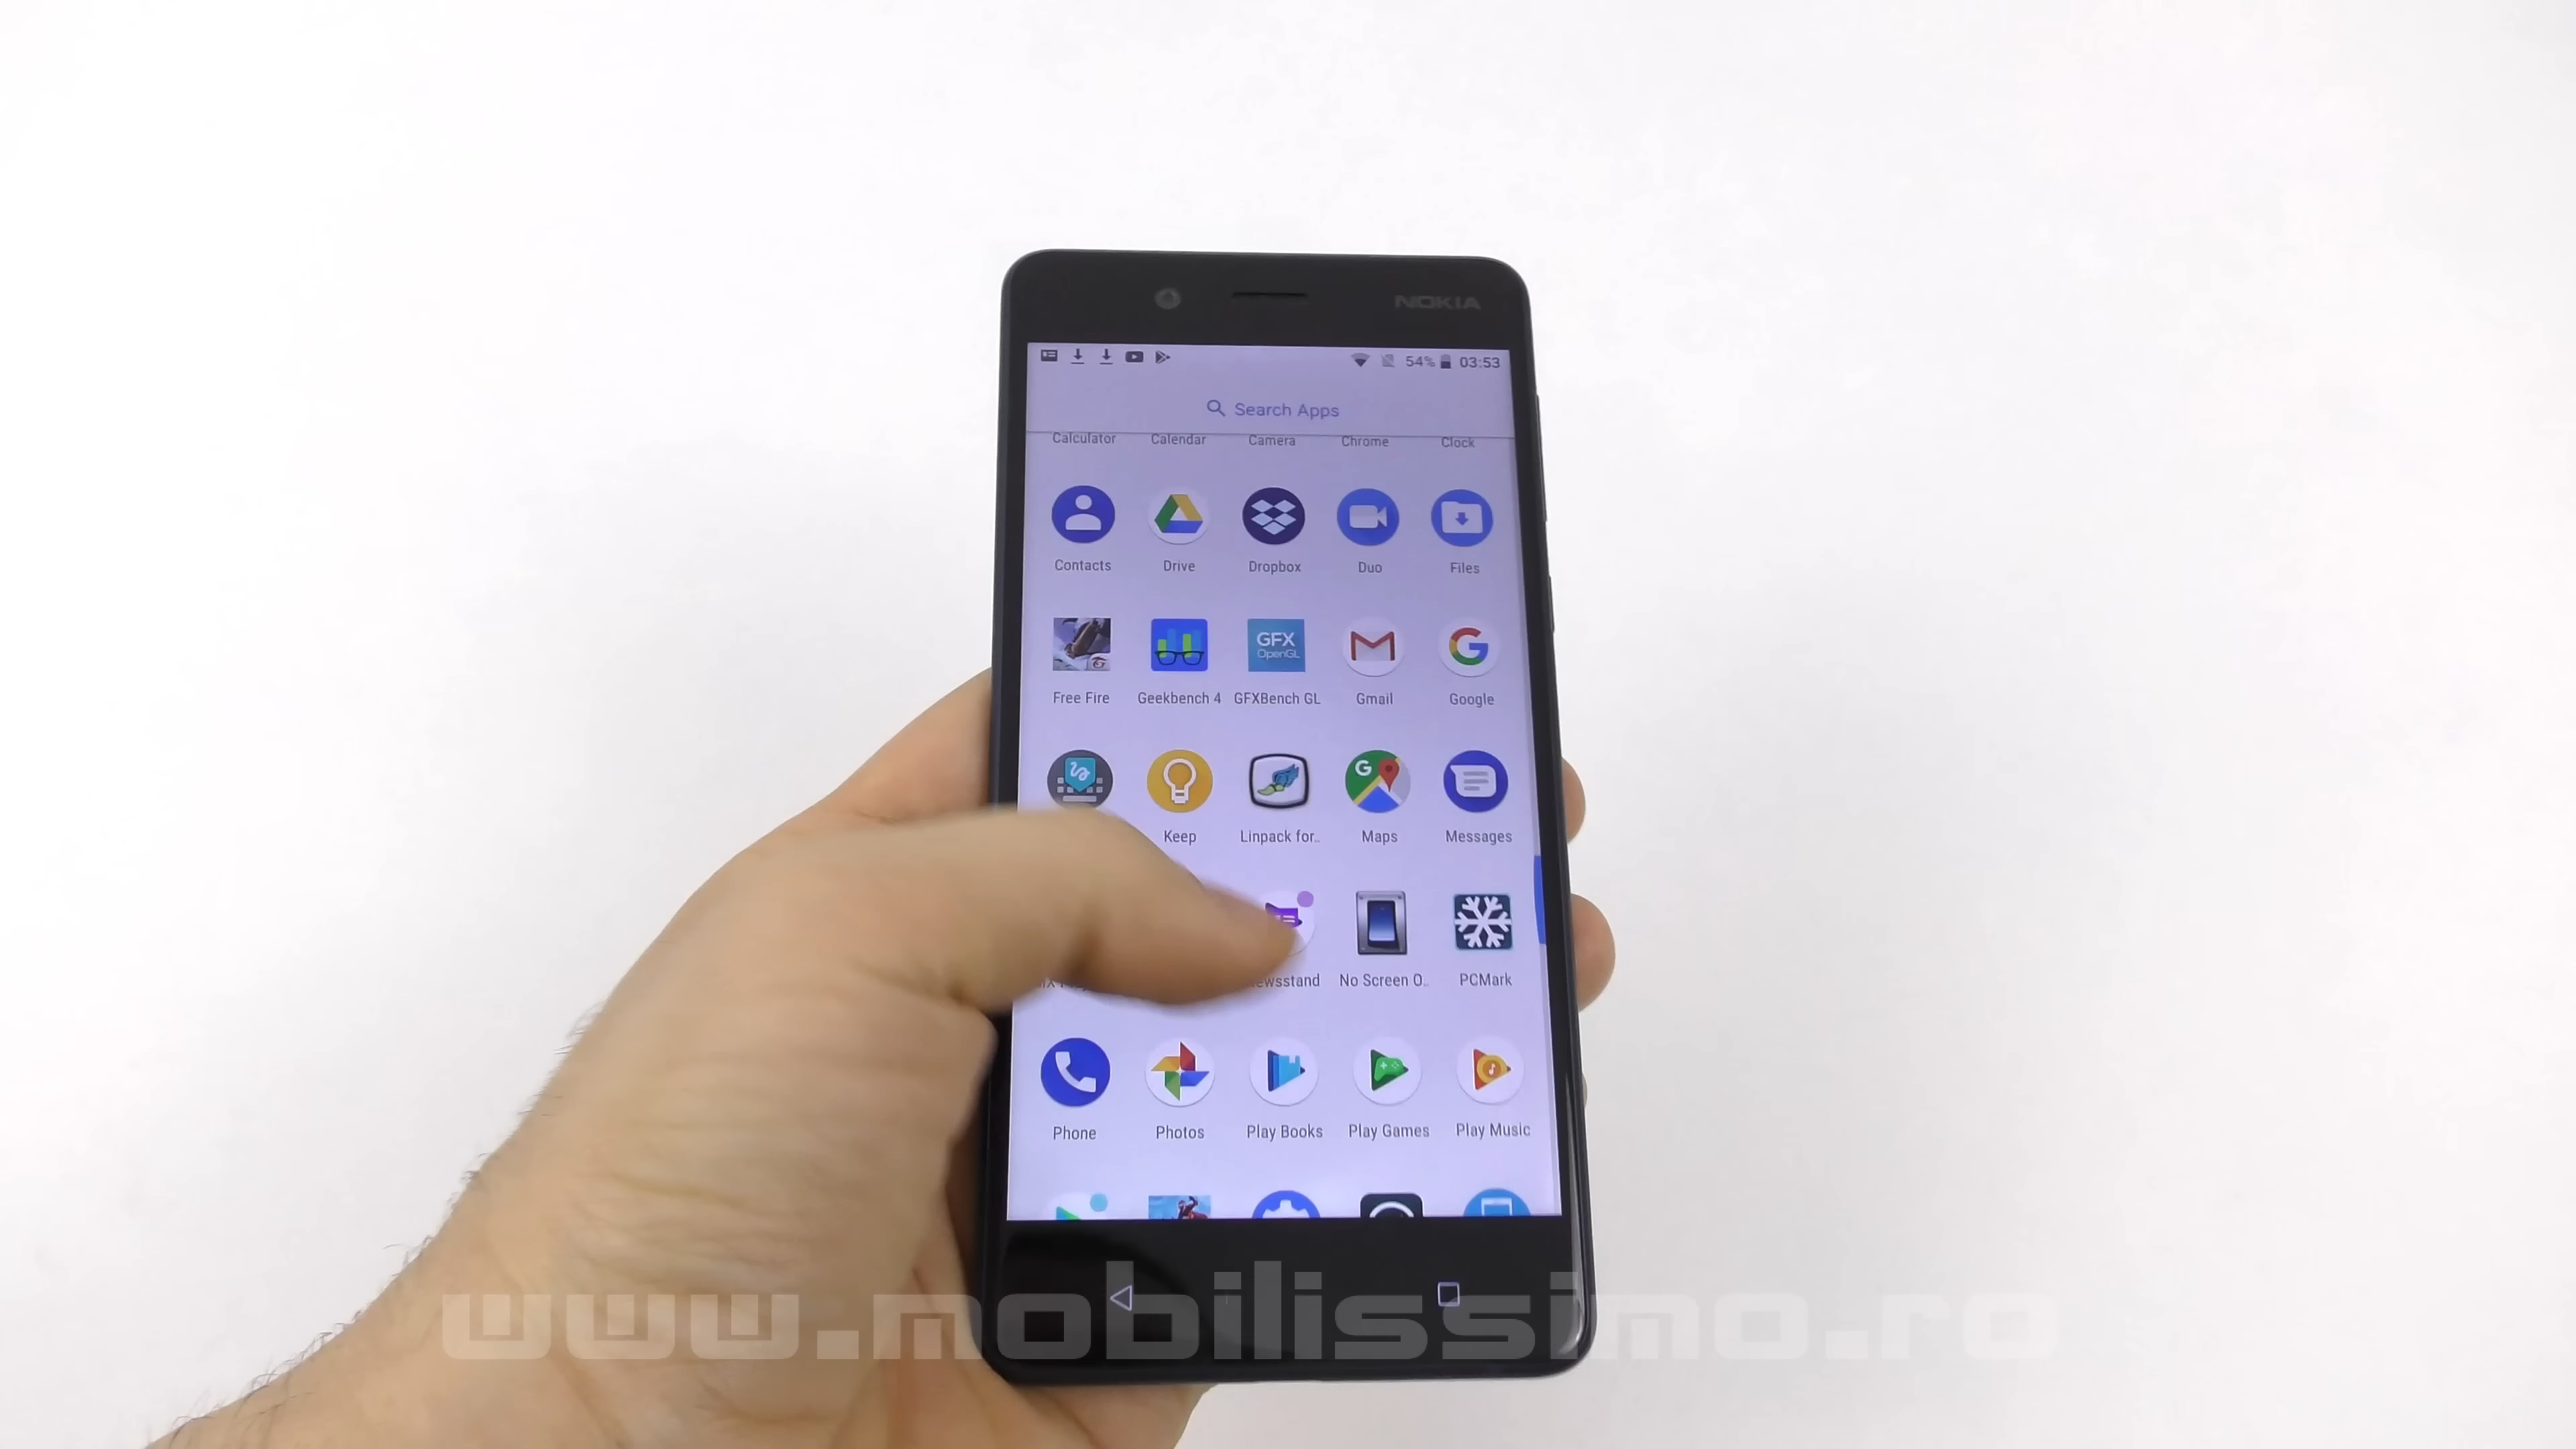 NOKIA
54% 03:53
Search Apps
Calculator Calendar Camera Chrome Clock
Contacts Drive Dropbox Duo Files
GFX
OpenGL
Free Fire Geekbench 4 GFXBench GL Gmail Google
G
Keep Linpack for.. Maps Messages
ewsstand No Screen O.. PCMark
Phone Photos Play Books Play Games Play Music
www.mobilissimo.ro